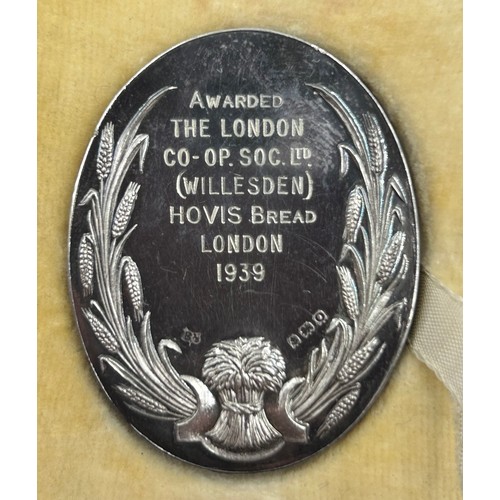 AWARDED
THE LONDON
CO-OP. SOC. LTD.
(WILLESDEN)
HOVIS BREAD
LONDON
1939